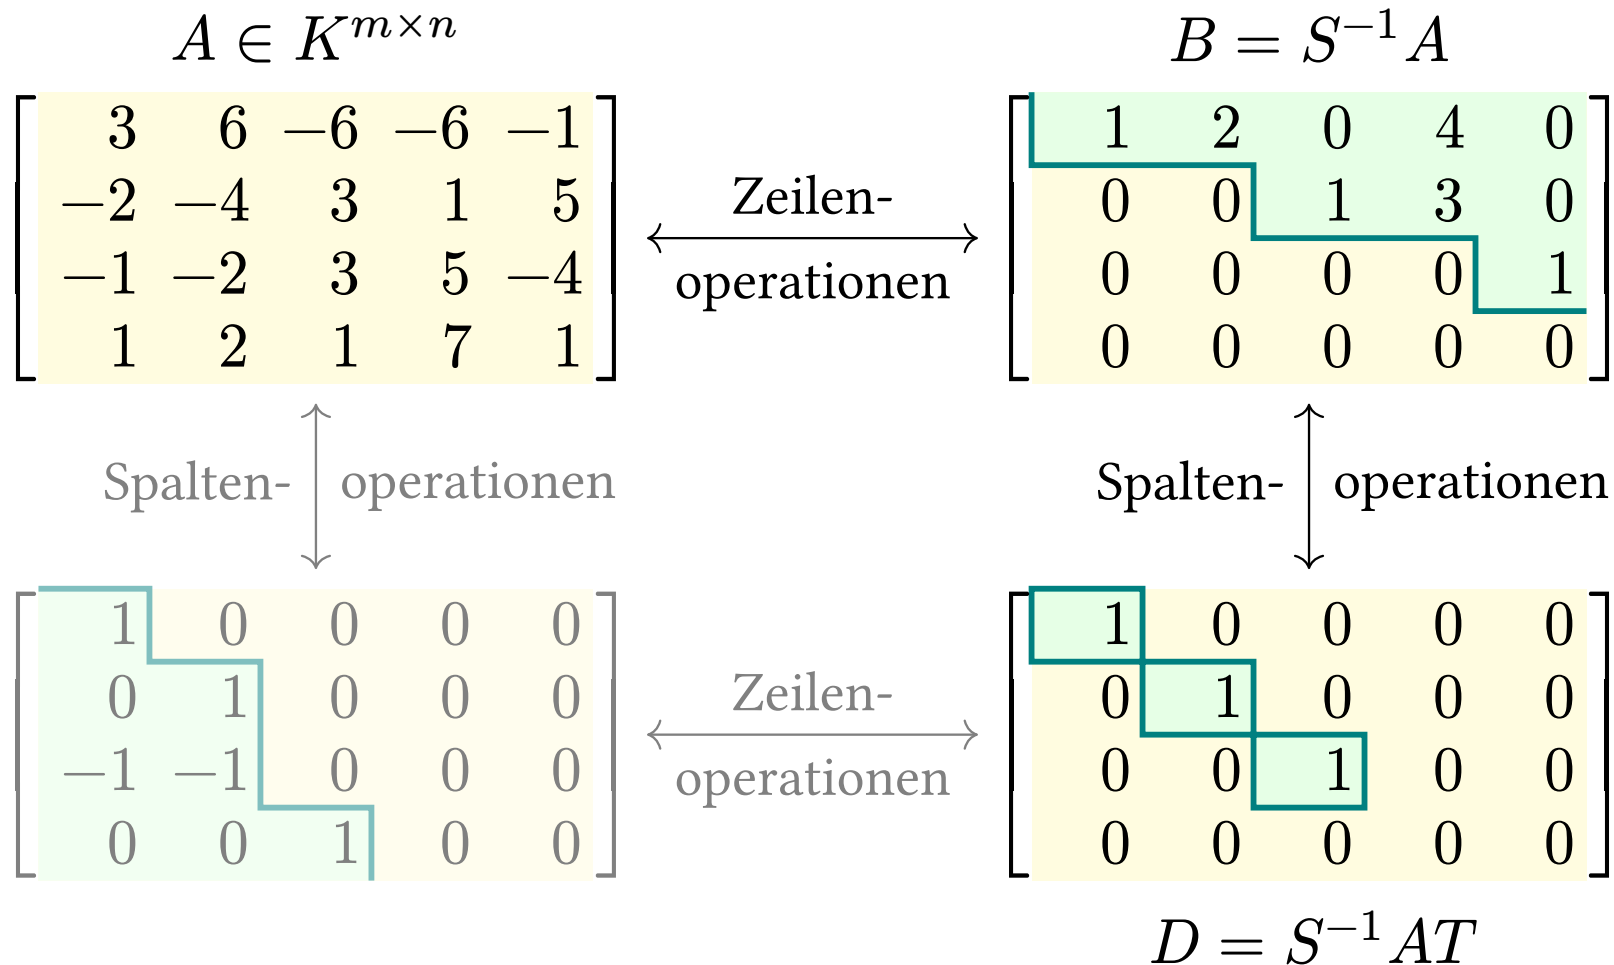 A ∈ K^{m×n}
B = S^{−1}A
3 6 −6 −6 −1
−2 −4 3 1 5
−1 −2 3 5 −4
1 2 1 7 1
Zeilen-
operationen
1 2 0 4 0
0 0 1 3 0
0 0 0 0 1
0 0 0 0 0
Spalten- operationen
Spalten- operationen
1 0 0 0 0
0 1 0 0 0
−1 −1 0 0 0
0 0 1 0 0
Zeilen-
operationen
1 0 0 0 0
0 1 0 0 0
0 0 1 0 0
0 0 0 0 0
D = S^{−1}AT